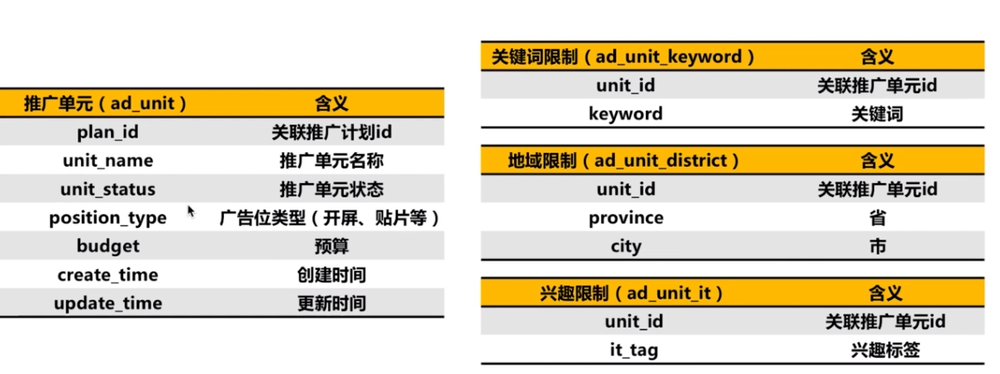 推广单元（ad_unit） 含义
plan_id 关联推广计划id
unit_name 推广单元名称
unit_status 推广单元状态
position_type 广告位类型（开屏、贴片等）
budget 预算
create_time 创建时间
update_time 更新时间
关键词限制（ad_unit_keyword） 含义
unit_id 关联推广单元id
keyword 关键词
地域限制（ad_unit_district） 含义
unit_id 关联推广单元id
province 省
city 市
兴趣限制（ad_unit_it） 含义
unit_id 关联推广单元id
it_tag 兴趣标签